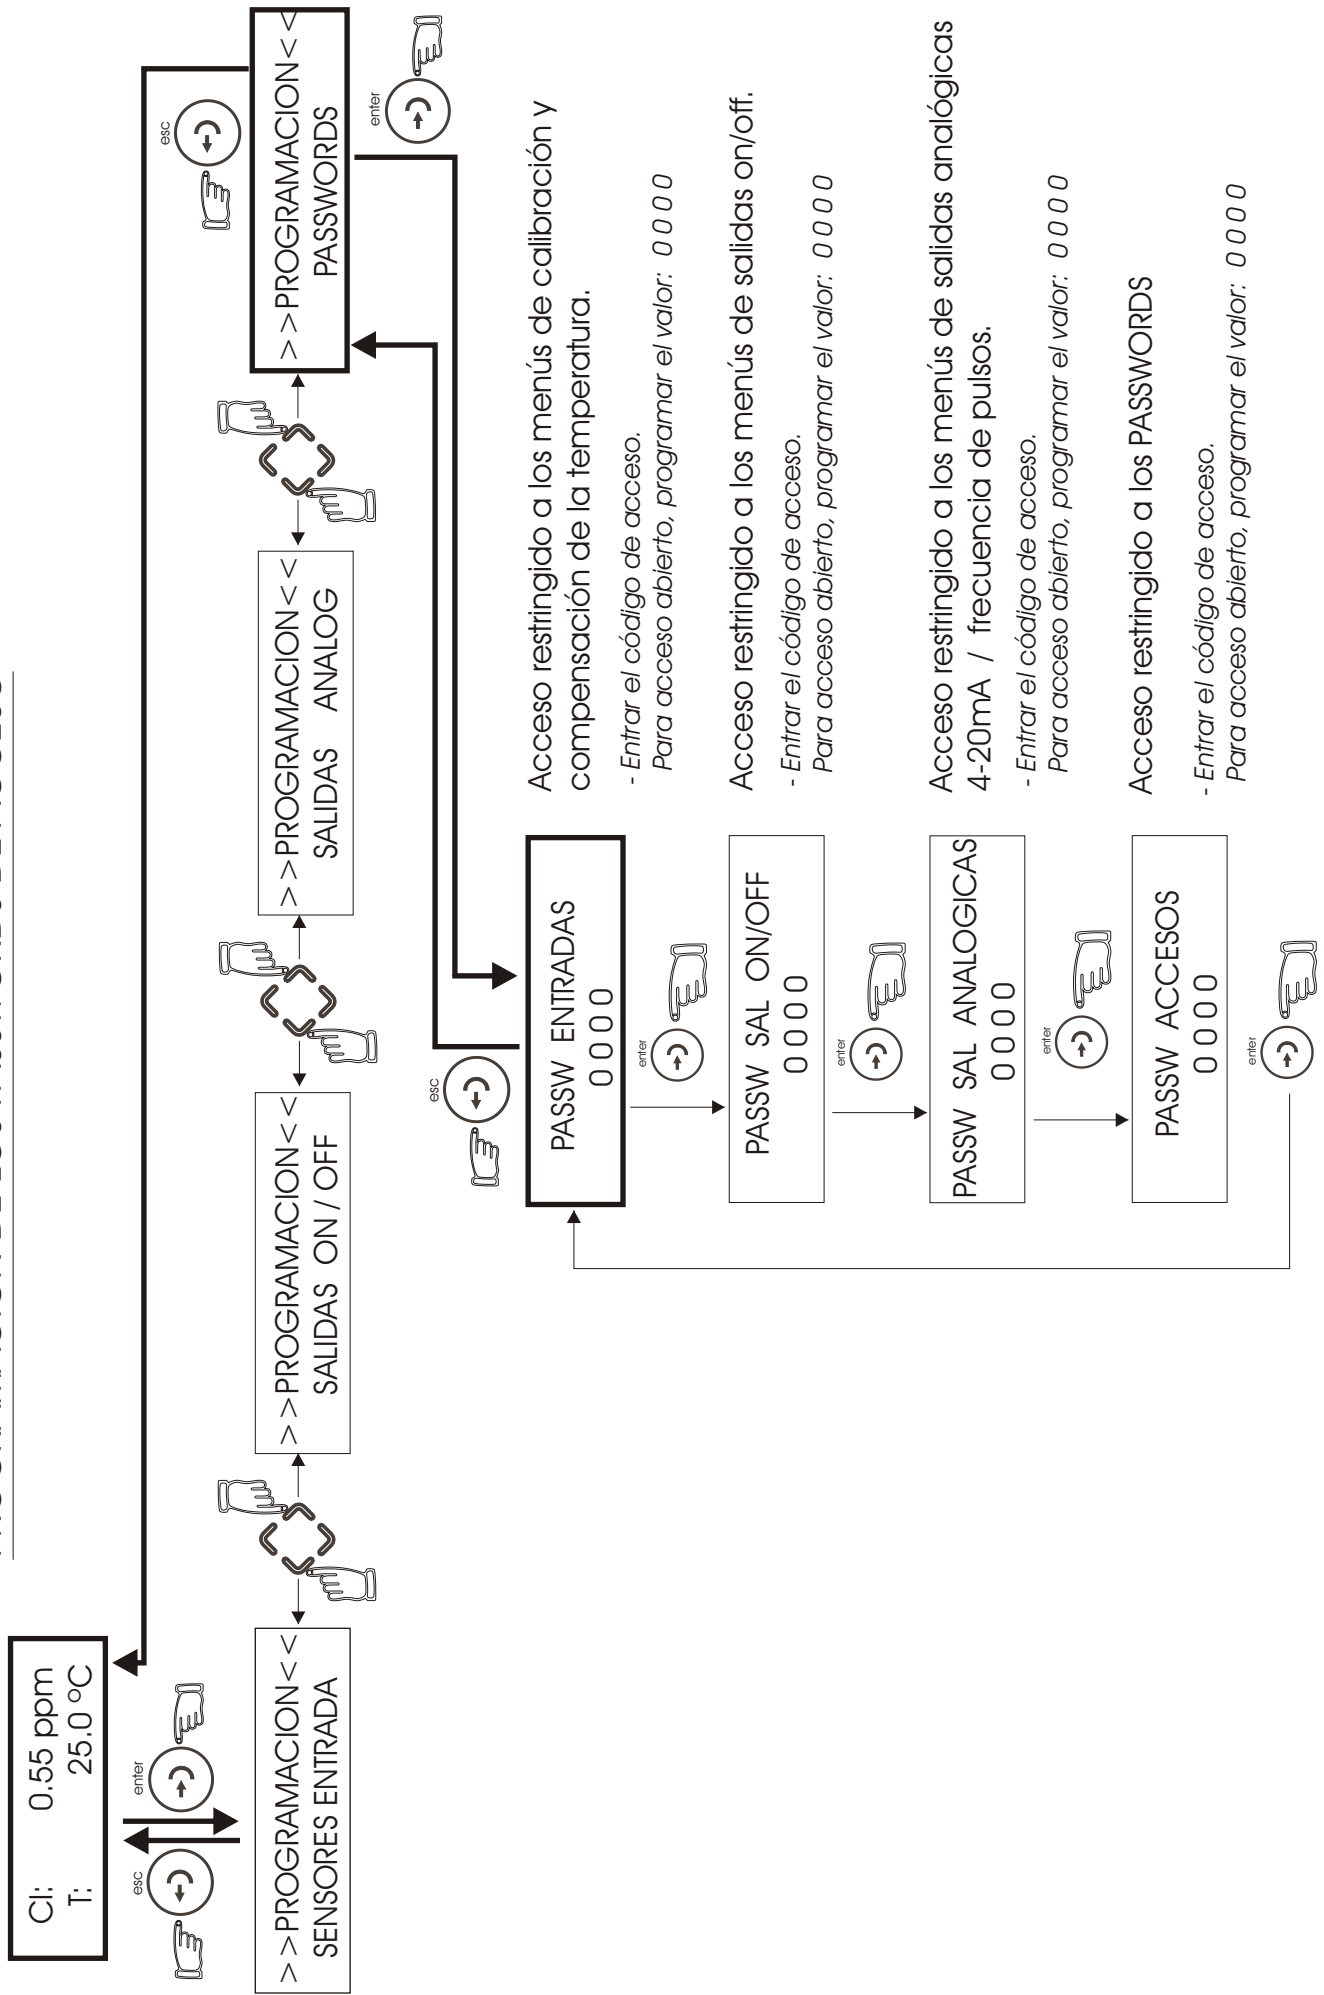 Cl: 0.55 ppm
T: 25.0 ºC
esc
enter
>>PROGRAMACION<<
SENSORES ENTRADA
>>PROGRAMACION<<
SALIDAS ON / OFF
>>PROGRAMACION<<
SALIDAS ANALOG
>>PROGRAMACION<<
PASSWORDS
esc
enter
esc
PASSW ENTRADAS
0 0 0 0
Acceso restringido a los menús de calibración y
compensación de la temperatura.
- Entrar el código de acceso.
Para acceso abierto, programar el valor: 0 0 0 0
enter
PASSW SAL ON/OFF
0 0 0 0
Acceso restringido a los menús de salidas on/off.
- Entrar el código de acceso.
Para acceso abierto, programar el valor: 0 0 0 0
enter
PASSW SAL ANALOGICAS
0 0 0 0
Acceso restringido a los menús de salidas analógicas
4-20mA / frecuencia de pulsos.
- Entrar el código de acceso.
Para acceso abierto, programar el valor: 0 0 0 0
enter
PASSW ACCESOS
0 0 0 0
Acceso restringido a los PASSWORDS
- Entrar el código de acceso.
Para acceso abierto, programar el valor: 0 0 0 0
enter